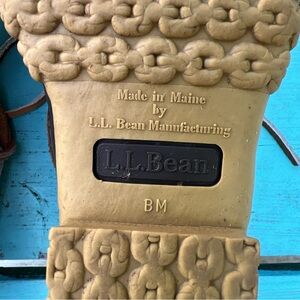 Made in Maine
by
L.L. Bean Manufacturing
L.L.Bean
BM